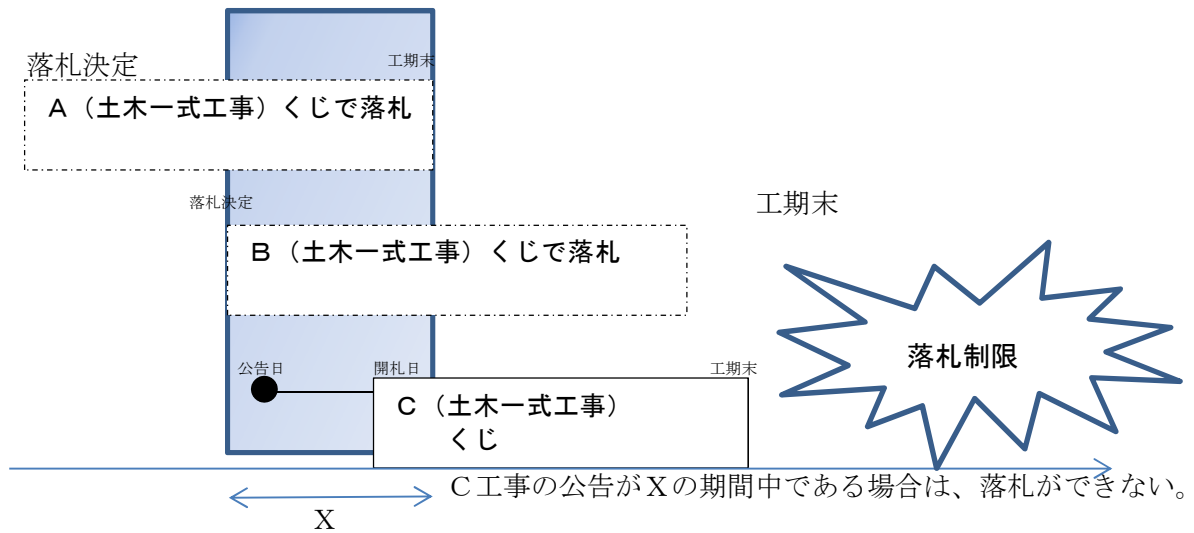 落札決定
工期末
A（土木一式工事）くじで落札
落札決定
工期末
B（土木一式工事）くじで落札
落札制限
公告日
開札日
工期末
C（土木一式工事）
くじ
C工事の公告がXの期間中である場合は、落札ができない。
X